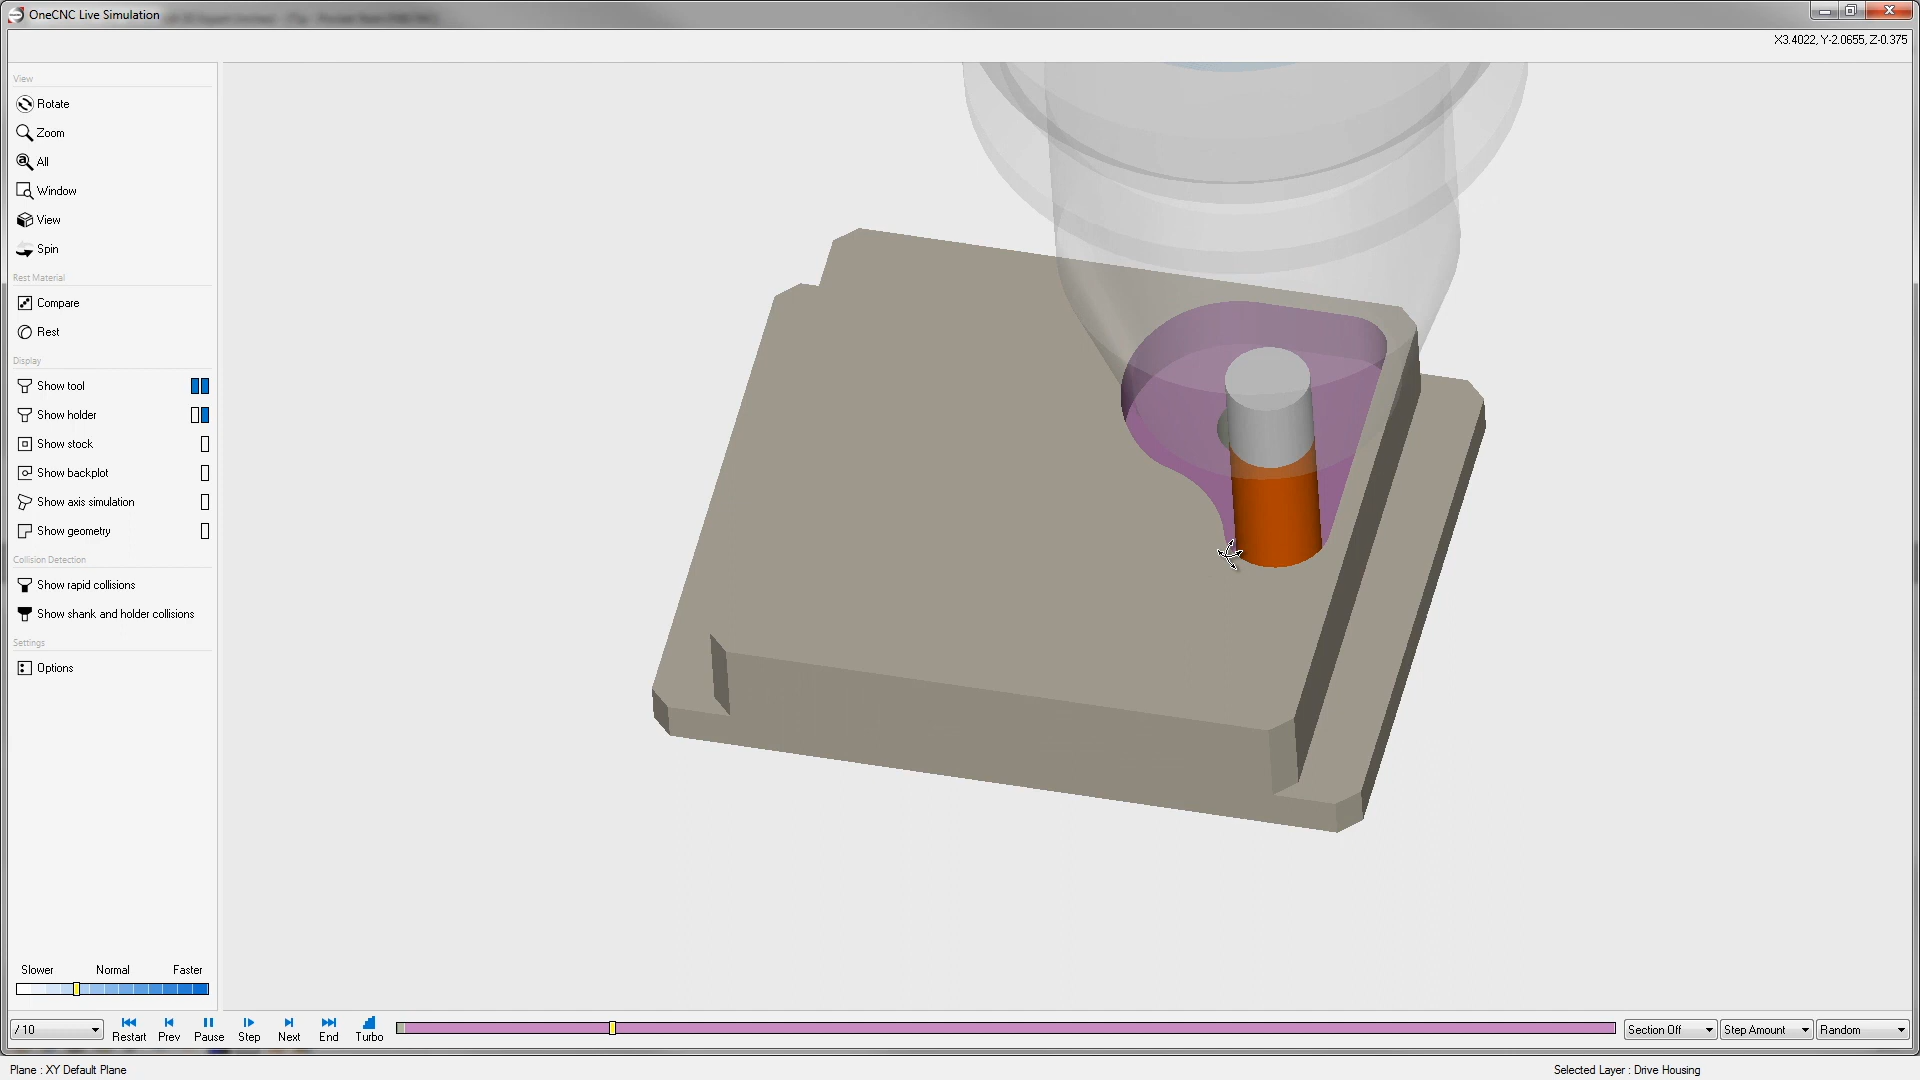 OneCNC Live Simulation
X3.4022, Y-2.0655, Z-0.375
View
Rotate
Zoom
All
Window
View
Spin
Rest Material
Compare
Rest
Display
Show tool
Show holder
Show stock
Show backplot
Show axis simulation
Show geometry
Collision Detection
Show rapid collisions
Show shank and holder collisions
Settings
Options
Slower Normal Faster
/ 10
Restart Prev Pause Step Next End Turbo
Section Off Step Amount Random
Plane : XY Default Plane
Selected Layer : Drive Housing